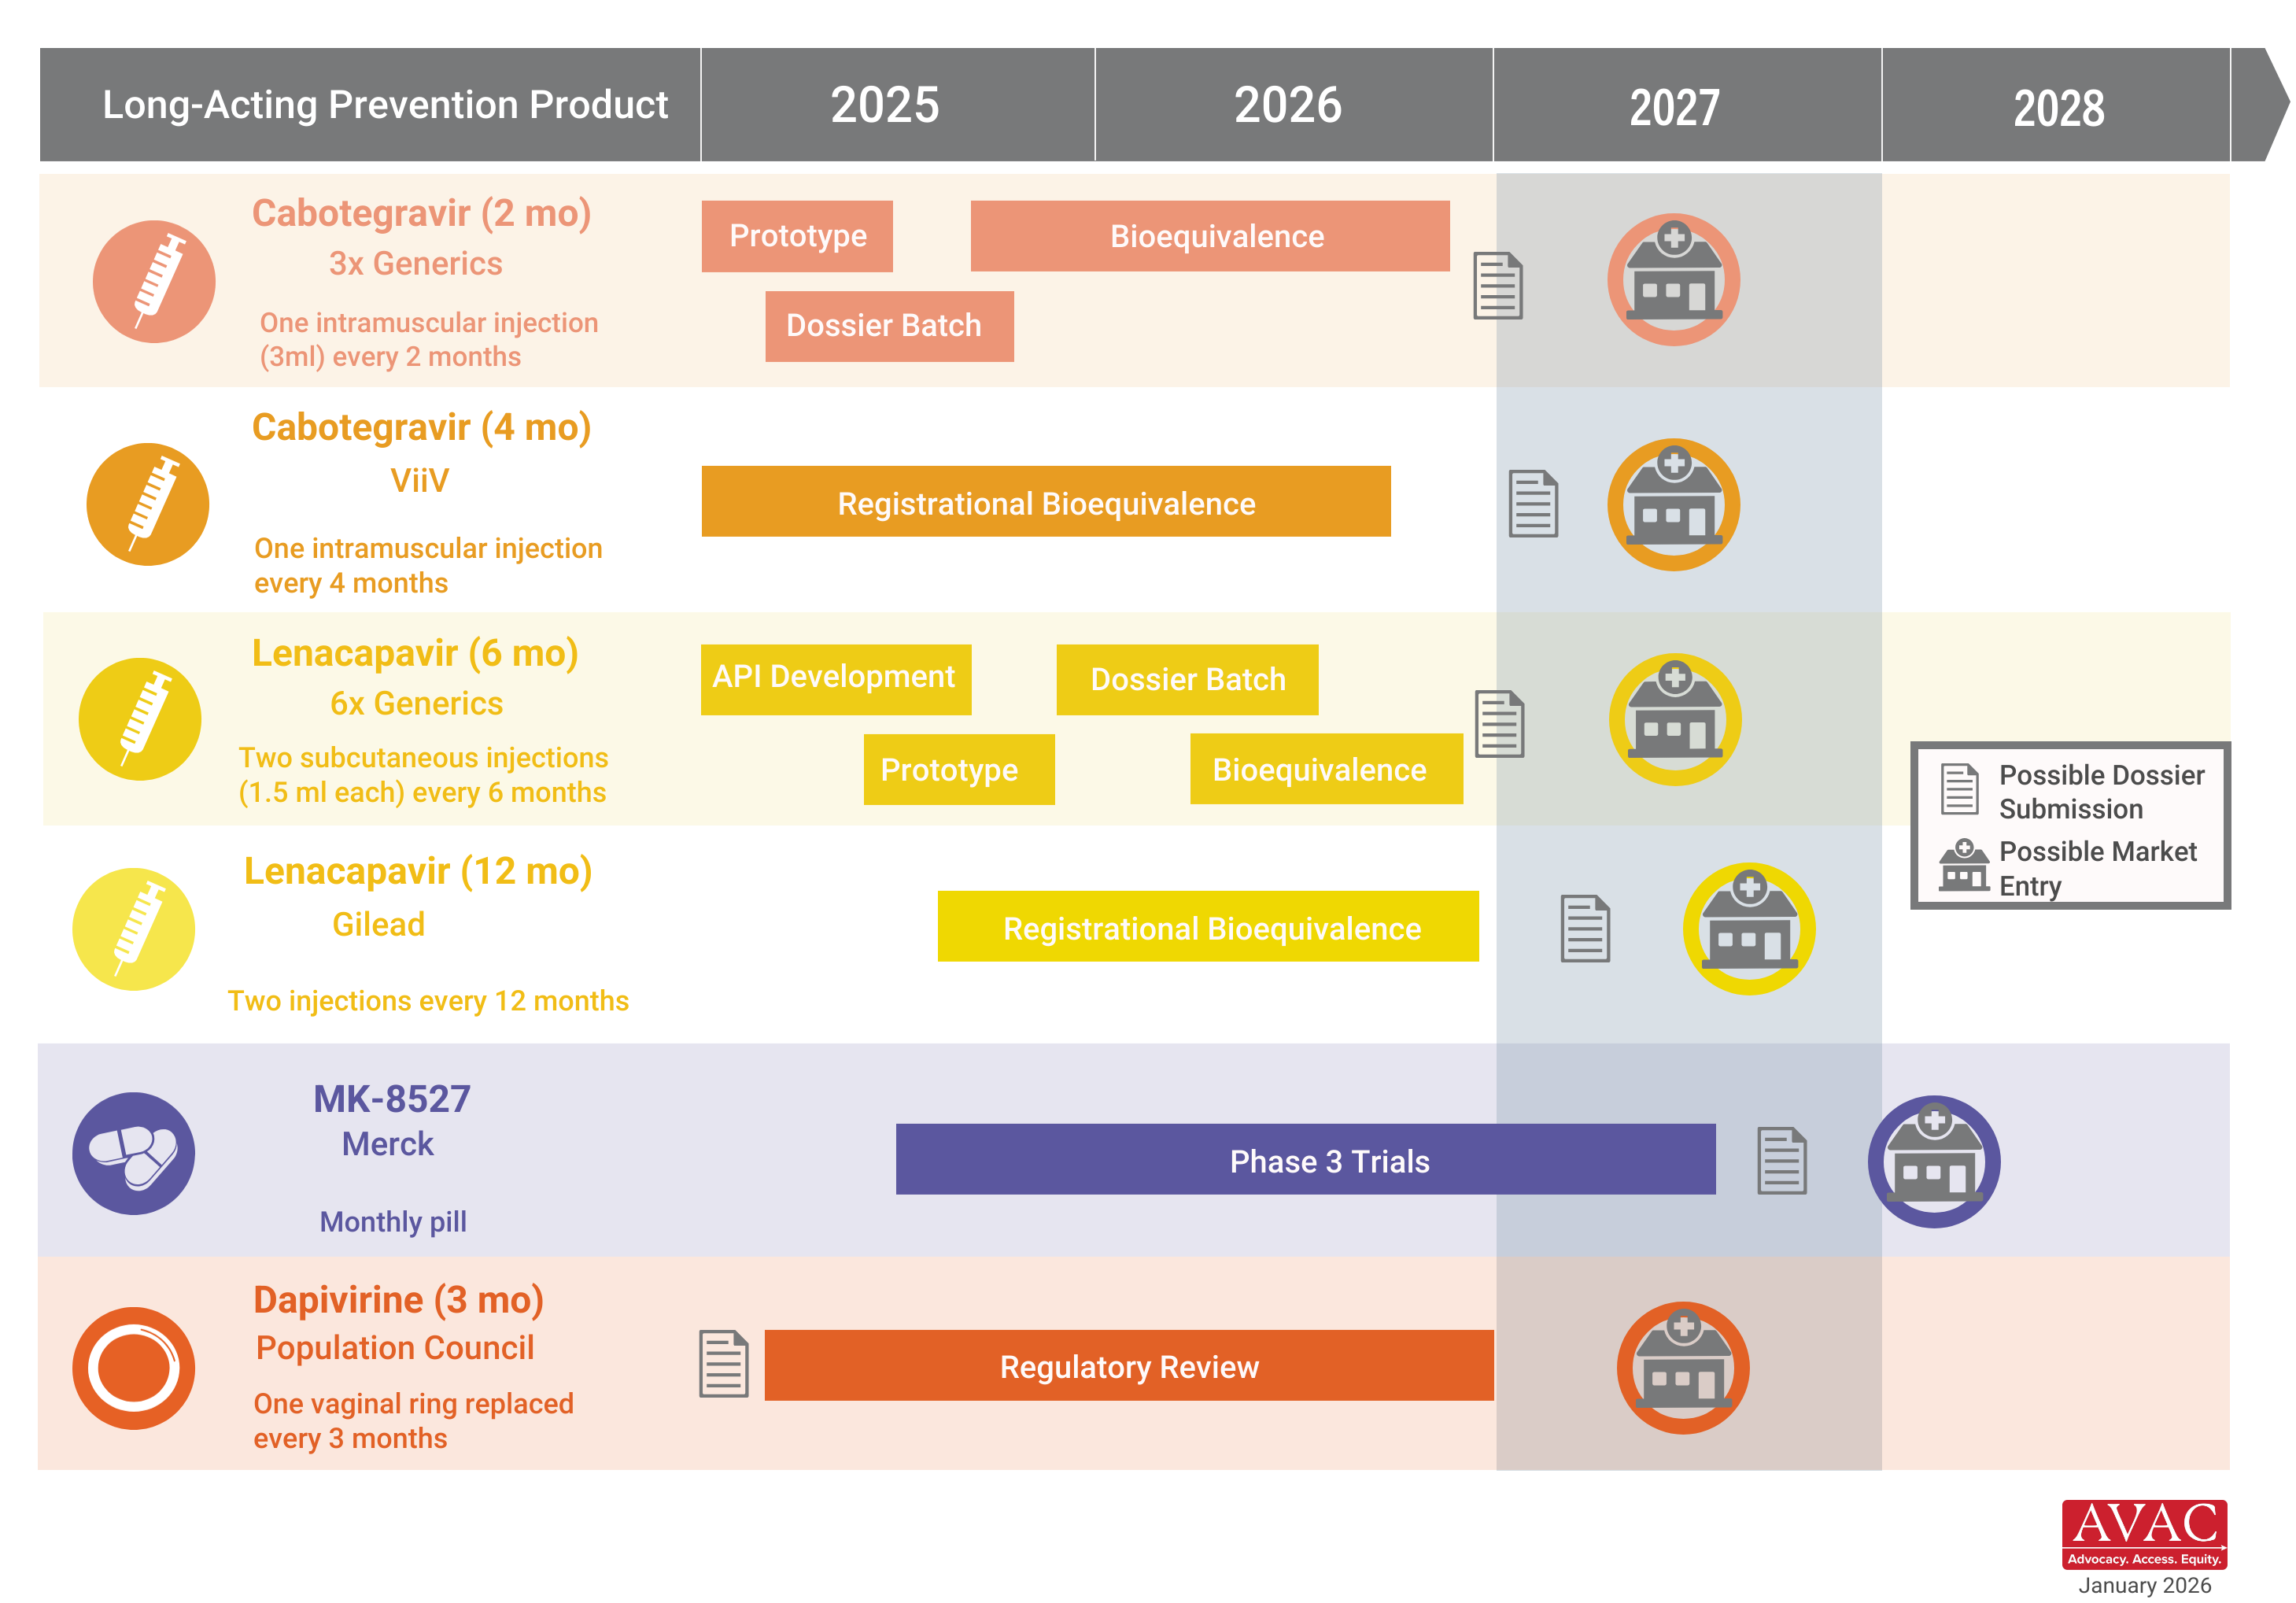 Long-Acting Prevention Product
2025
2026
2027
2028
Cabotegravir (2 mo)
3x Generics
One intramuscular injection
(3ml) every 2 months
Prototype
Bioequivalence
Dossier Batch
Cabotegravir (4 mo)
ViiV
One intramuscular injection
every 4 months
Registrational Bioequivalence
Lenacapavir (6 mo)
6x Generics
Two subcutaneous injections
(1.5 ml each) every 6 months
API Development
Dossier Batch
Prototype
Bioequivalence
Possible Dossier
Submission
Possible Market
Entry
Lenacapavir (12 mo)
Gilead
Two injections every 12 months
Registrational Bioequivalence
MK-8527
Merck
Monthly pill
Phase 3 Trials
Dapivirine (3 mo)
Population Council
One vaginal ring replaced
every 3 months
Regulatory Review
AVAC
Advocacy. Access. Equity.
January 2026